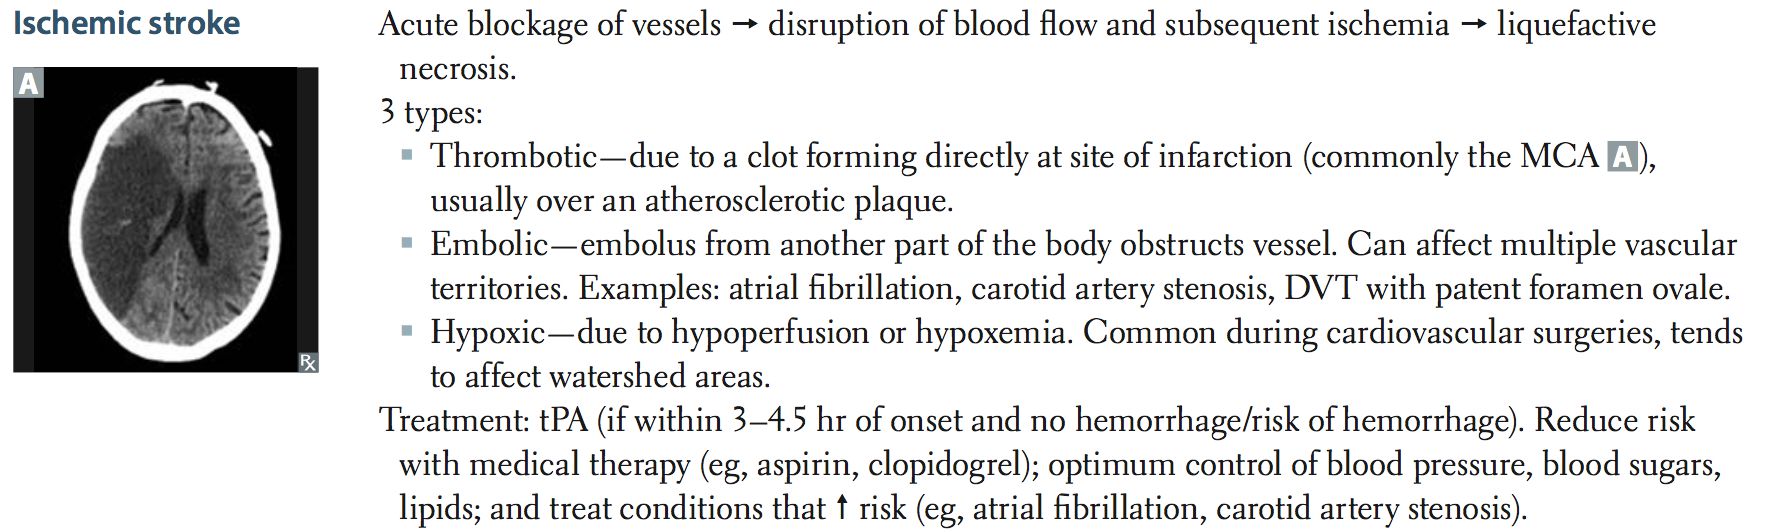 Ischemic stroke
A
℞
Acute blockage of vessels → disruption of blood flow and subsequent ischemia → liquefactive
necrosis.
3 types:
▪ Thrombotic—due to a clot forming directly at site of infarction (commonly the MCA A),
usually over an atherosclerotic plaque.
▪ Embolic—embolus from another part of the body obstructs vessel. Can affect multiple vascular
territories. Examples: atrial fibrillation, carotid artery stenosis, DVT with patent foramen ovale.
▪ Hypoxic—due to hypoperfusion or hypoxemia. Common during cardiovascular surgeries, tends
to affect watershed areas.
Treatment: tPA (if within 3–4.5 hr of onset and no hemorrhage/risk of hemorrhage). Reduce risk
with medical therapy (eg, aspirin, clopidogrel); optimum control of blood pressure, blood sugars,
lipids; and treat conditions that ↑ risk (eg, atrial fibrillation, carotid artery stenosis).